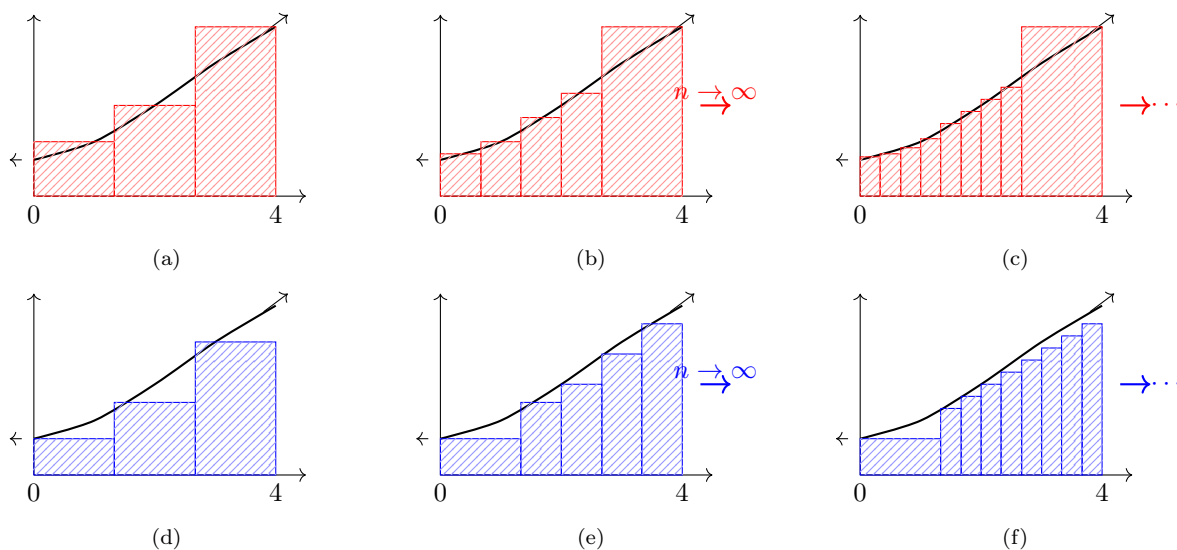 n → ∞
→ → ···
0 4 0 4 0 4
(a) (b) (c)
n → ∞
→ → ···
0 4 0 4 0 4
(d) (e) (f)